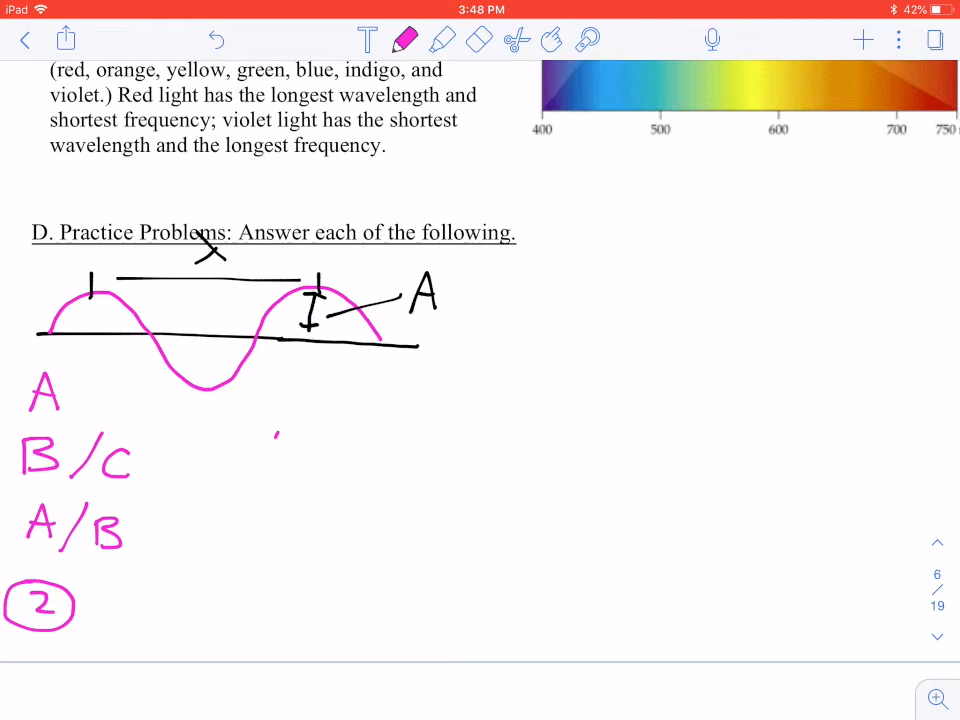 iPad 3:48 PM 42%
(red, orange, yellow, green, blue, indigo, and
violet.) Red light has the longest wavelength and
shortest frequency; violet light has the shortest
wavelength and the longest frequency.
400 500 600 700 750
D. Practice Problems: Answer each of the following.
λ
A
A
B/C
A/B
2
6
/
19